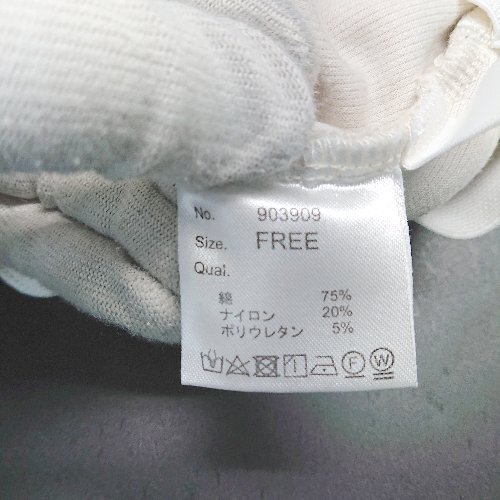 No. 903909
Size. FREE
Qual.
綿 75%
ナイロン 20%
ポリウレタン 5%
F W